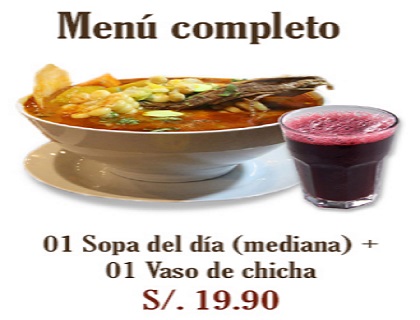 Menú completo
01 Sopa del día (mediana) +
01 Vaso de chicha
S/. 19.90